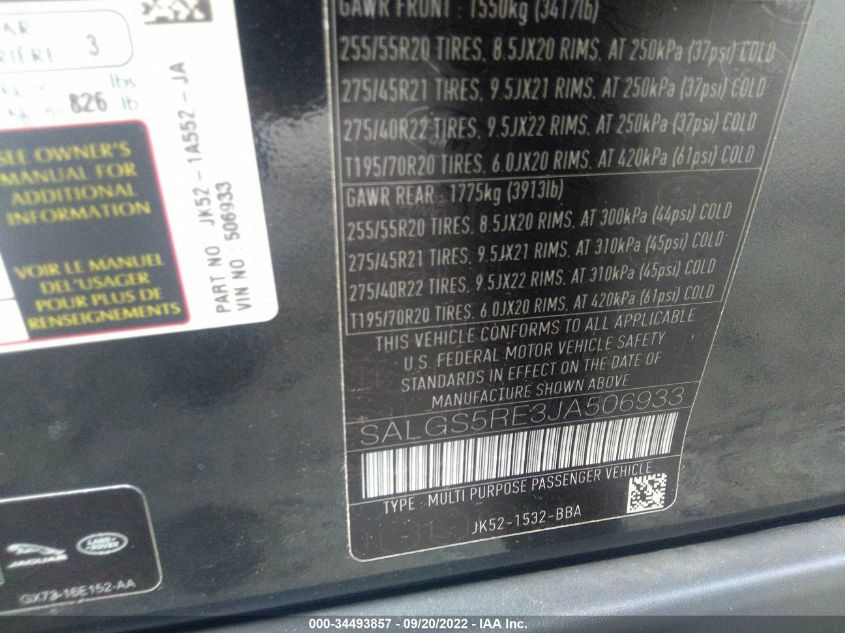 AR
RIÈRE 3
lbs
826 lb
SEE OWNER'S
MANUAL FOR
ADDITIONAL
INFORMATION
VOIR LE MANUEL
DEL'USAGER
POUR PLUS DE
RENSEIGNEMENTS
PART NO JK52 - 1A552 - JA
VIN NO : 506933
GAWR FRONT : 1550kg (3417lb)
255/55R20 TIRES, 8.5JX20 RIMS, AT 250kPa (37psi) COLD
275/45R21 TIRES, 9.5JX21 RIMS, AT 250kPa (37psi) COLD
275/40R22 TIRES, 9.5JX22 RIMS, AT 250kPa (37psi) COLD
T195/70R20 TIRES, 6.0JX20 RIMS, AT 420kPa (61psi) COLD
GAWR REAR : 1775kg (3913lb)
255/55R20 TIRES, 8.5JX20 RIMS, AT 300kPa (44psi) COLD
275/45R21 TIRES, 9.5JX21 RIMS, AT 310kPa (45psi) COLD
275/40R22 TIRES, 9.5JX22 RIMS, AT 310kPa (45psi) COLD
T195/70R20 TIRES, 6.0JX20 RIMS, AT 420kPa (61psi) COLD
THIS VEHICLE CONFORMS TO ALL APPLICABLE
U.S. FEDERAL MOTOR VEHICLE SAFETY
STANDARDS IN EFFECT ON THE DATE OF
MANUFACTURE SHOWN ABOVE
SALGS5RE3JA506933
TYPE : MULTI PURPOSE PASSENGER VEHICLE
JK52-1532-BBA
JAGUAR
LAND ROVER
GX73-16E152-AA
000-34493857 - 09/20/2022 - IAA Inc.